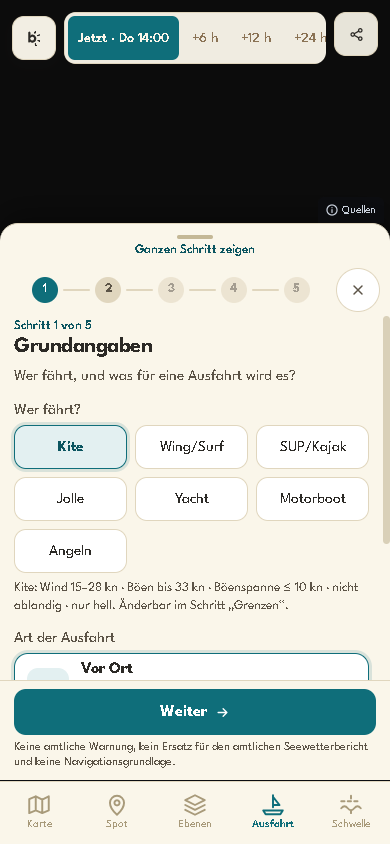 b
Jetzt · Do 14:00
+6 h
+12 h
+24 h
Quellen
Ganzen Schritt zeigen
1
2
3
4
5
Schritt 1 von 5
Grundangaben
Wer fährt, und was für eine Ausfahrt wird es?
Wer fährt?
Kite
Wing/Surf
SUP/Kajak
Jolle
Yacht
Motorboot
Angeln
Kite: Wind 15–28 kn · Böen bis 33 kn · Böenspanne ≤ 10 kn · nicht
ablandig · nur hell. Änderbar im Schritt „Grenzen“.
Art der Ausfahrt
Vor Ort
Weiter →
Keine amtliche Warnung, kein Ersatz für den amtlichen Seewetterbericht
und keine Navigationsgrundlage.
Karte
Spot
Ebenen
Ausfahrt
Schwelle